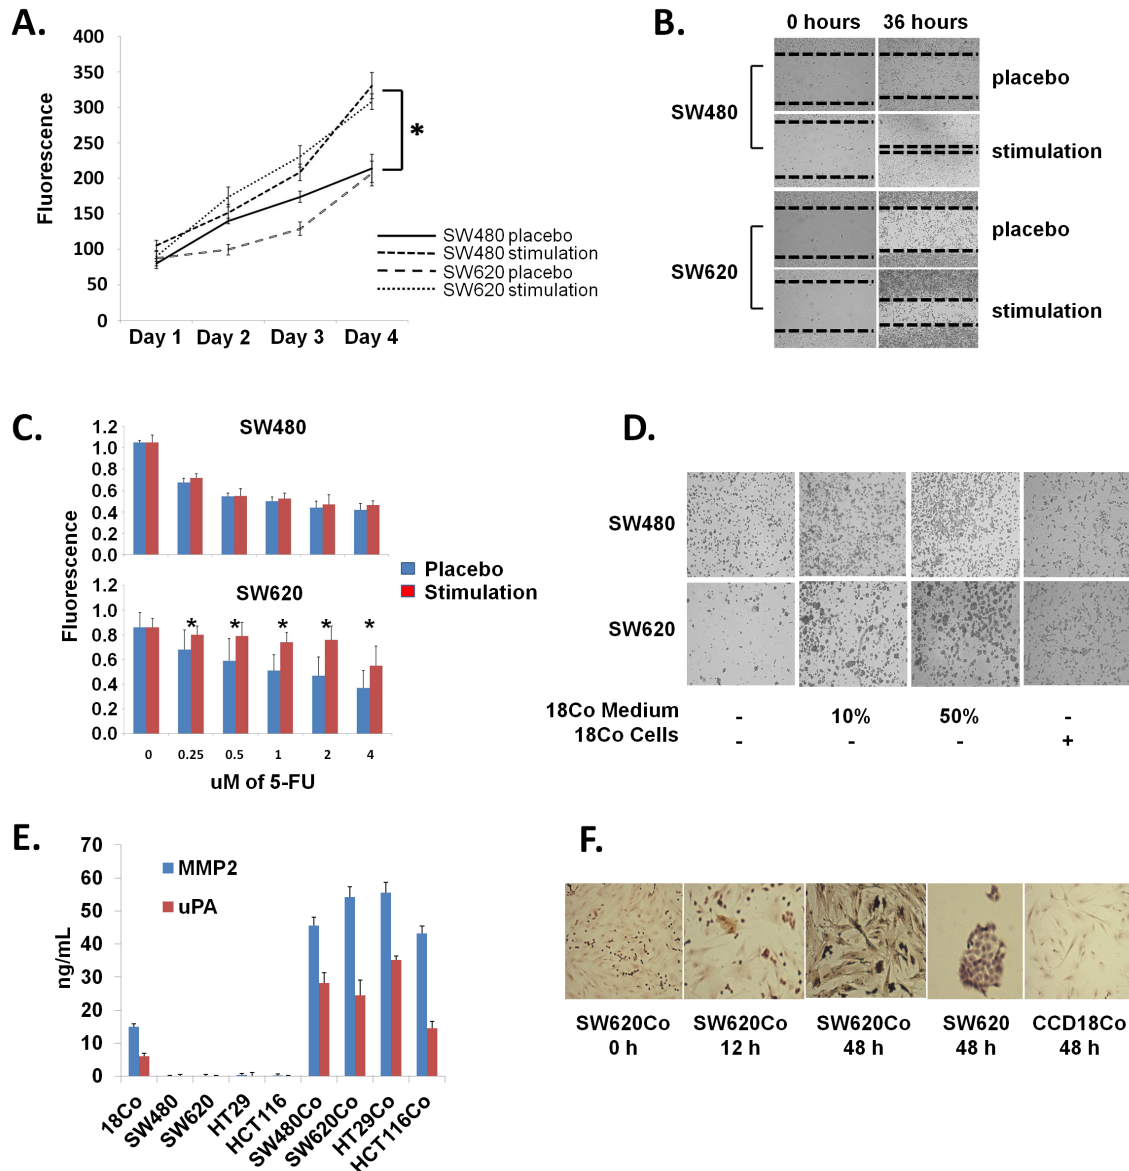 A.
400
350
300
250
200
150
100
50
0
Fluorescence
Day 1 Day 2 Day 3 Day 4
*
SW480 placebo
SW480 stimulation
SW620 placebo
SW620 stimulation
B.
0 hours 36 hours
SW480
placebo
stimulation
SW620
placebo
stimulation
C.
SW480
1.2
1.0
0.8
0.6
0.4
0.2
0.0
Fluorescence
Placebo
Stimulation
SW620
1.2
1.0
0.8
0.6
0.4
0.2
0.0
* * * * *
0 0.25 0.5 1 2 4
uM of 5-FU
D.
SW480
SW620
18Co Medium - 10% 50% -
18Co Cells - - - +
E.
70
60
50
40
30
20
10
0
ng/mL
MMP2
uPA
18Co
SW480
SW620
HT29
HCT116
SW480Co
SW620Co
HT29Co
HCT116Co
F.
SW620Co SW620Co SW620Co SW620 CCD18Co
0 h 12 h 48 h 48 h 48 h